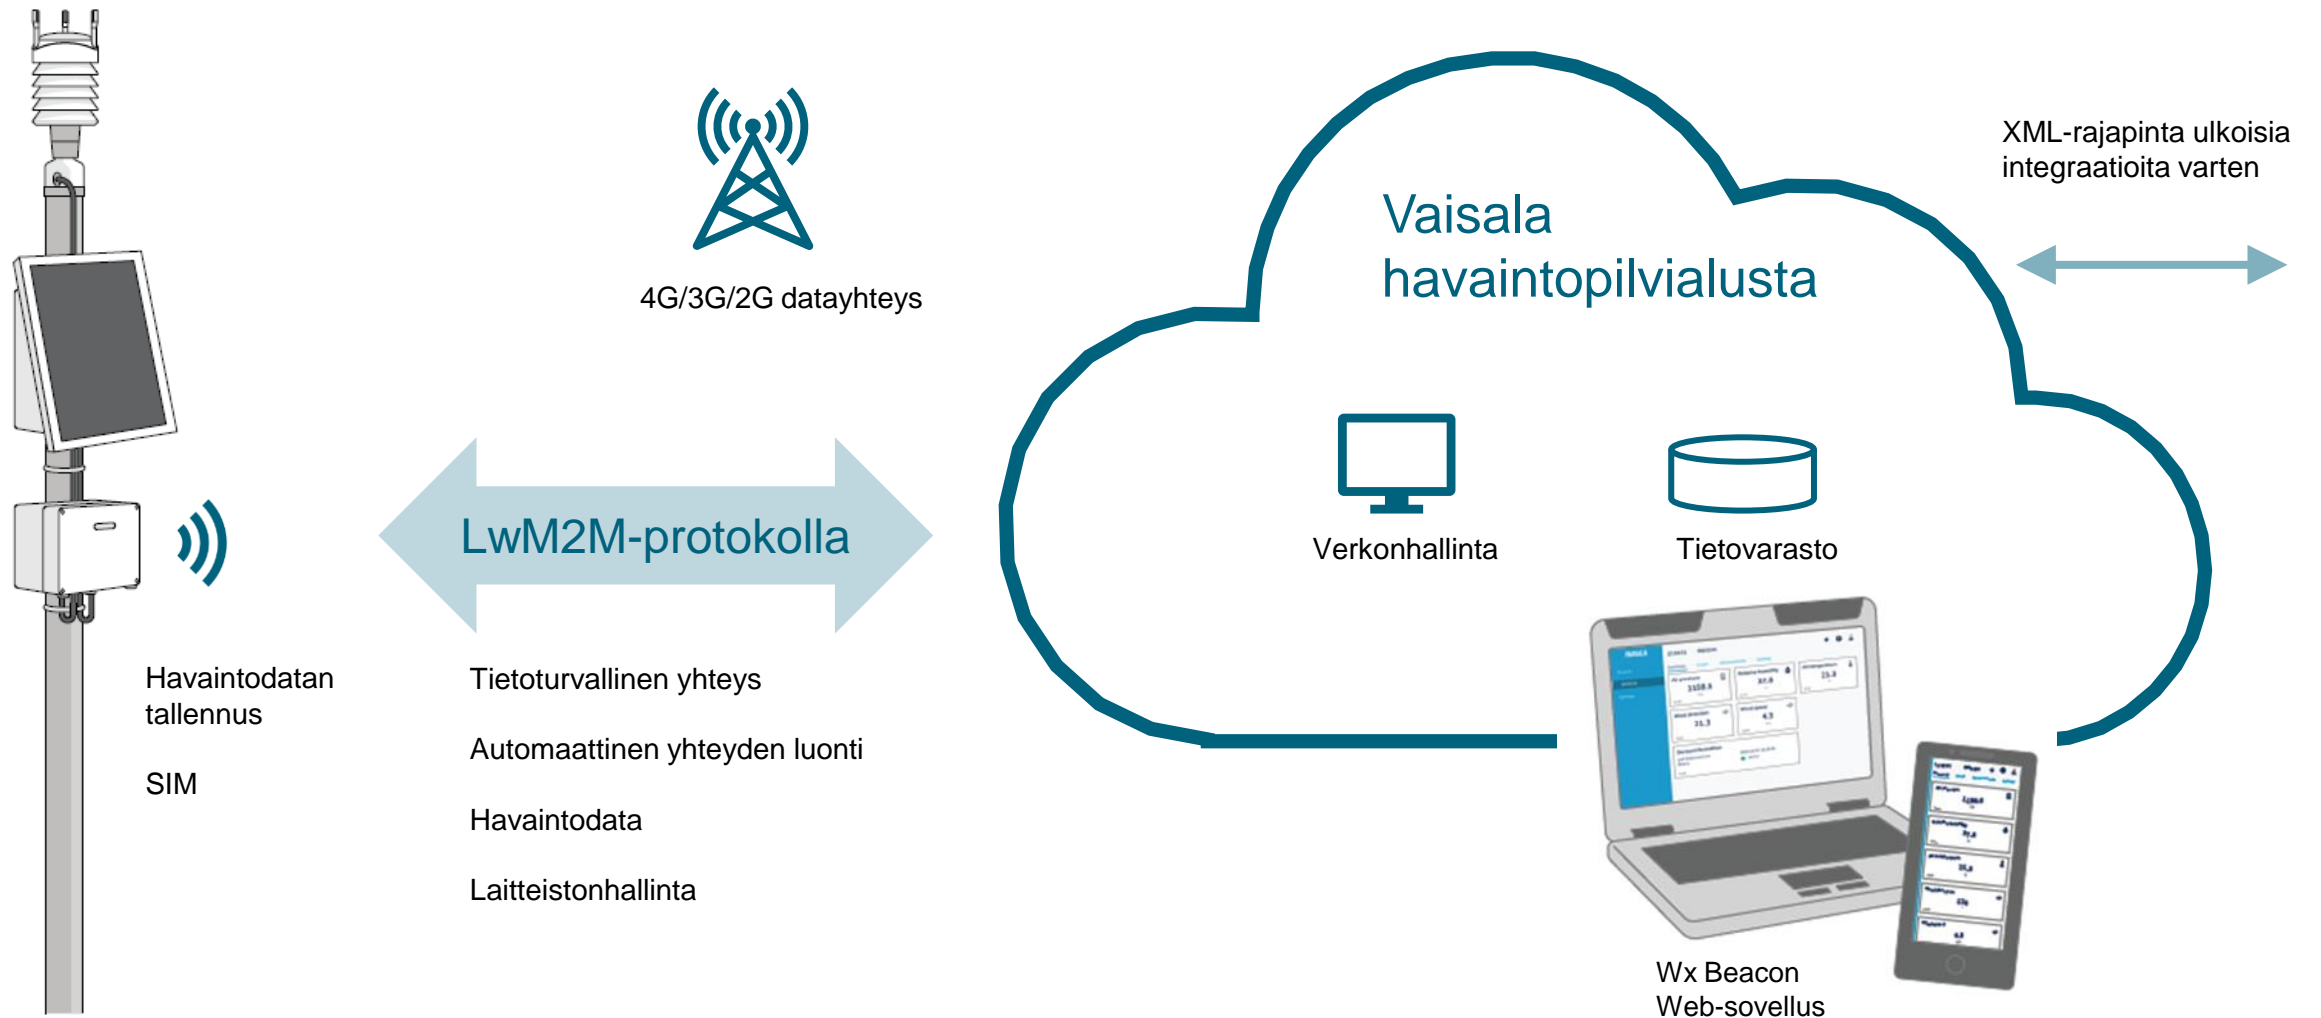 XML-rajapinta ulkoisia
integraatioita varten
Vaisala
havaintopilvialusta
4G/3G/2G datayhteys
LwM2M-protokolla
Verkonhallinta
Tietovarasto
Havaintodatan
tallennus
SIM
Tietoturvallinen yhteys
Automaattinen yhteyden luonti
Havaintodata
Laitteistonhallinta
Wx Beacon
Web-sovellus